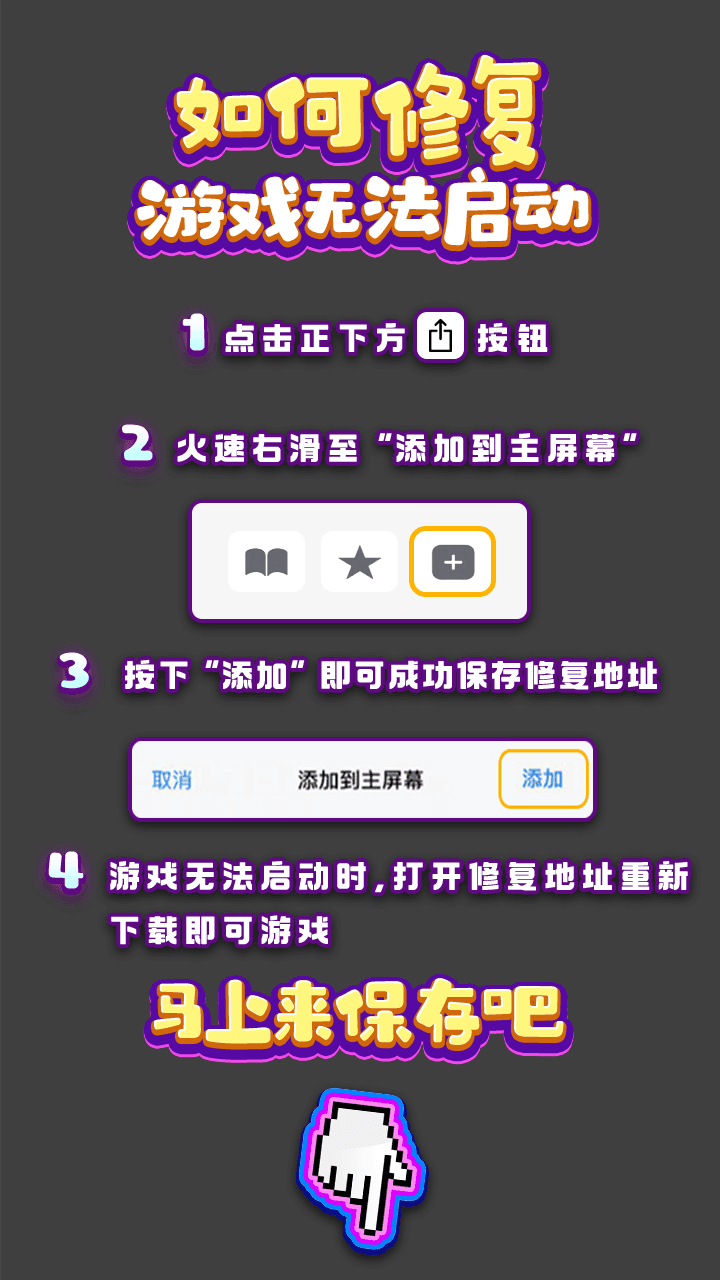 如何修复
游戏无法启动
1 点击正下方 按钮
2 火速右滑至“添加到主屏幕”
3 按下“添加”即可成功保存修复地址
取消 添加到主屏幕 添加
4 游戏无法启动时,打开修复地址重新
下载即可游戏
马上来保存吧